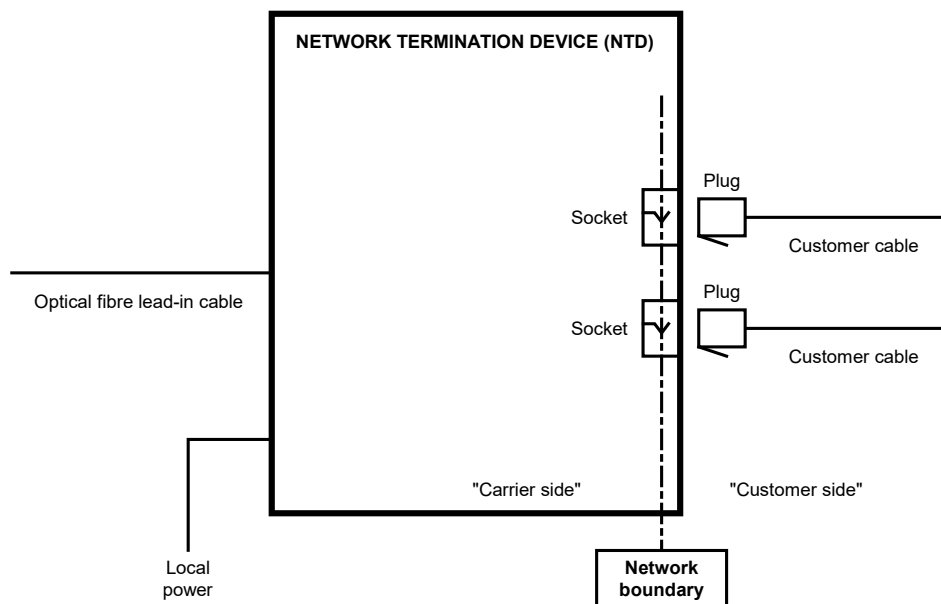 NETWORK TERMINATION DEVICE (NTD)
Plug
Socket
Customer cable
Optical fibre lead-in cable
Plug
Socket
Customer cable
"Carrier side"
"Customer side"
Local
power
Network
boundary